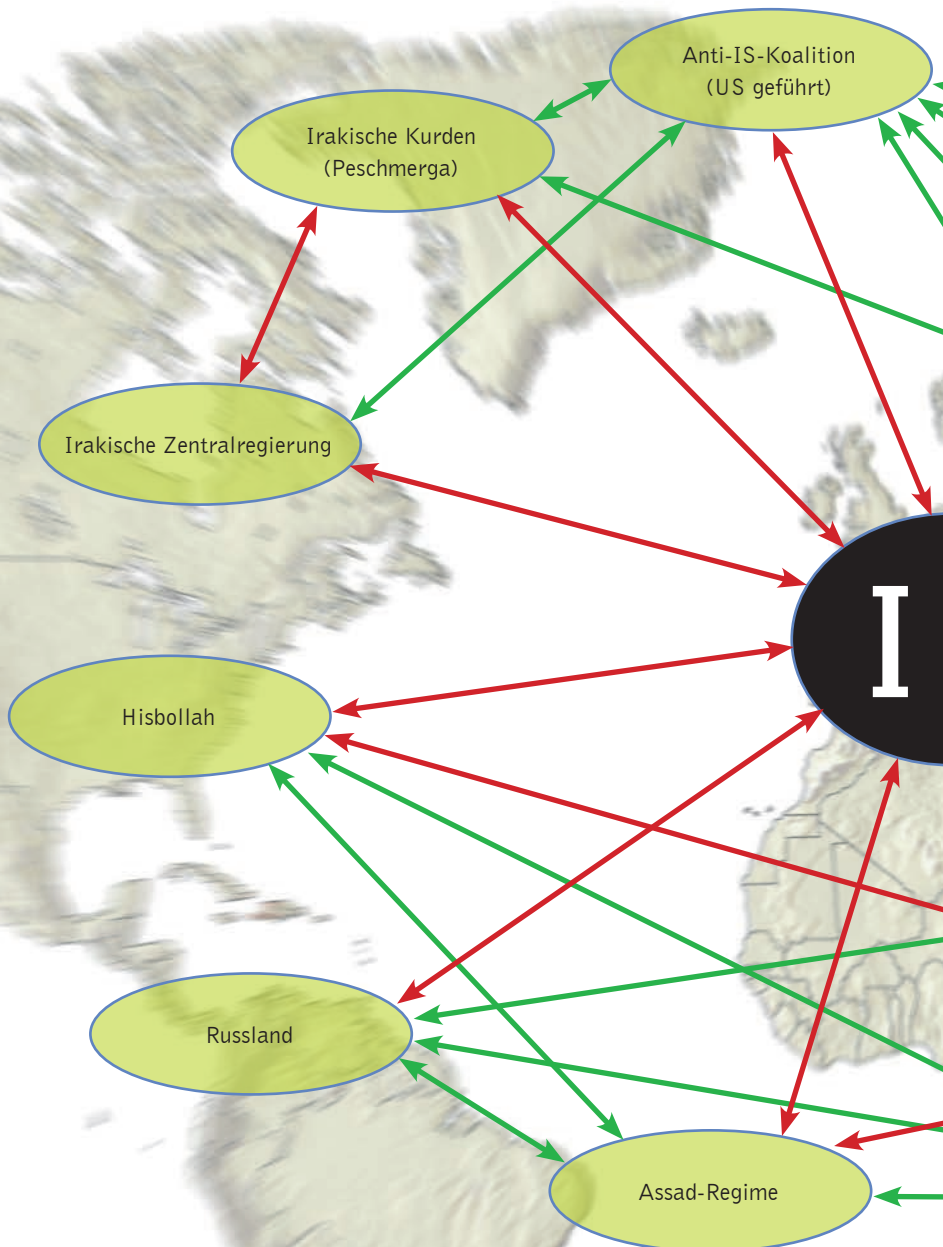 Anti-IS-Koalition
(US geführt)
Irakische Kurden
(Peschmerga)
Irakische Zentralregierung
I
Hisbollah
Russland
Assad-Regime